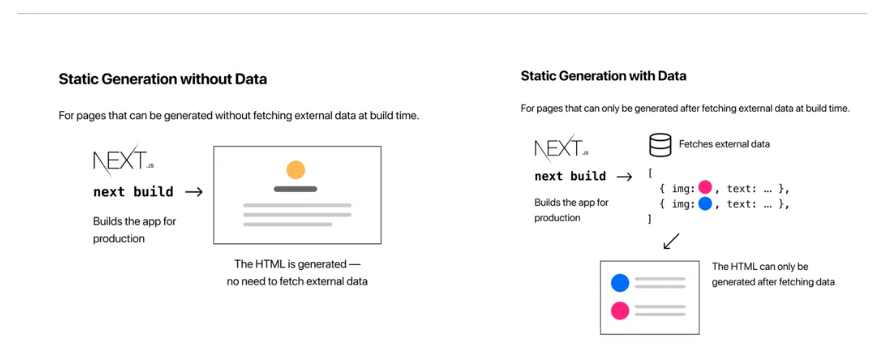 Static Generation without Data
For pages that can be generated without fetching external data at build time.
NEXT.JS
next build
Builds the app for
production
The HTML is generated —
no need to fetch external data
Static Generation with Data
For pages that can only be generated after fetching external data at build time.
NEXT.JS
Fetches external data
next build
Builds the app for
production
[
{ img: , text: … },
{ img: , text: … },
]
The HTML can only be
generated after fetching data